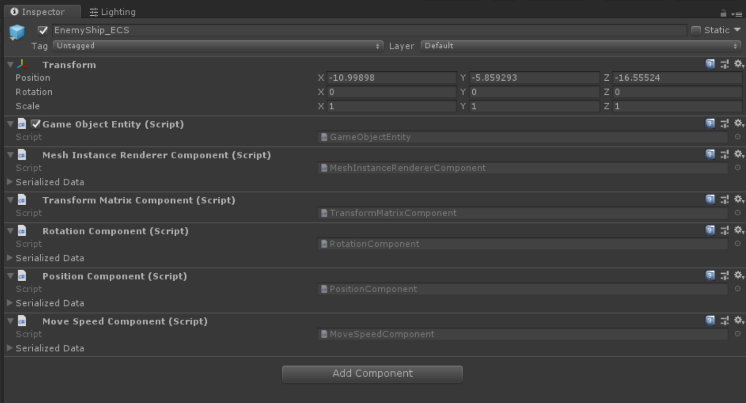 Inspector Lighting
EnemyShip_ECS Static
Tag Untagged Layer Default
Transform
Position X -10.99898 Y -5.859293 Z -16.55524
Rotation X 0 Y 0 Z 0
Scale X 1 Y 1 Z 1
Game Object Entity (Script)
Script GameObjectEntity
Mesh Instance Renderer Component (Script)
Script MeshInstanceRendererComponent
Serialized Data
Transform Matrix Component (Script)
Script TransformMatrixComponent
Rotation Component (Script)
Script RotationComponent
Serialized Data
Position Component (Script)
Script PositionComponent
Serialized Data
Move Speed Component (Script)
Script MoveSpeedComponent
Serialized Data
Add Component